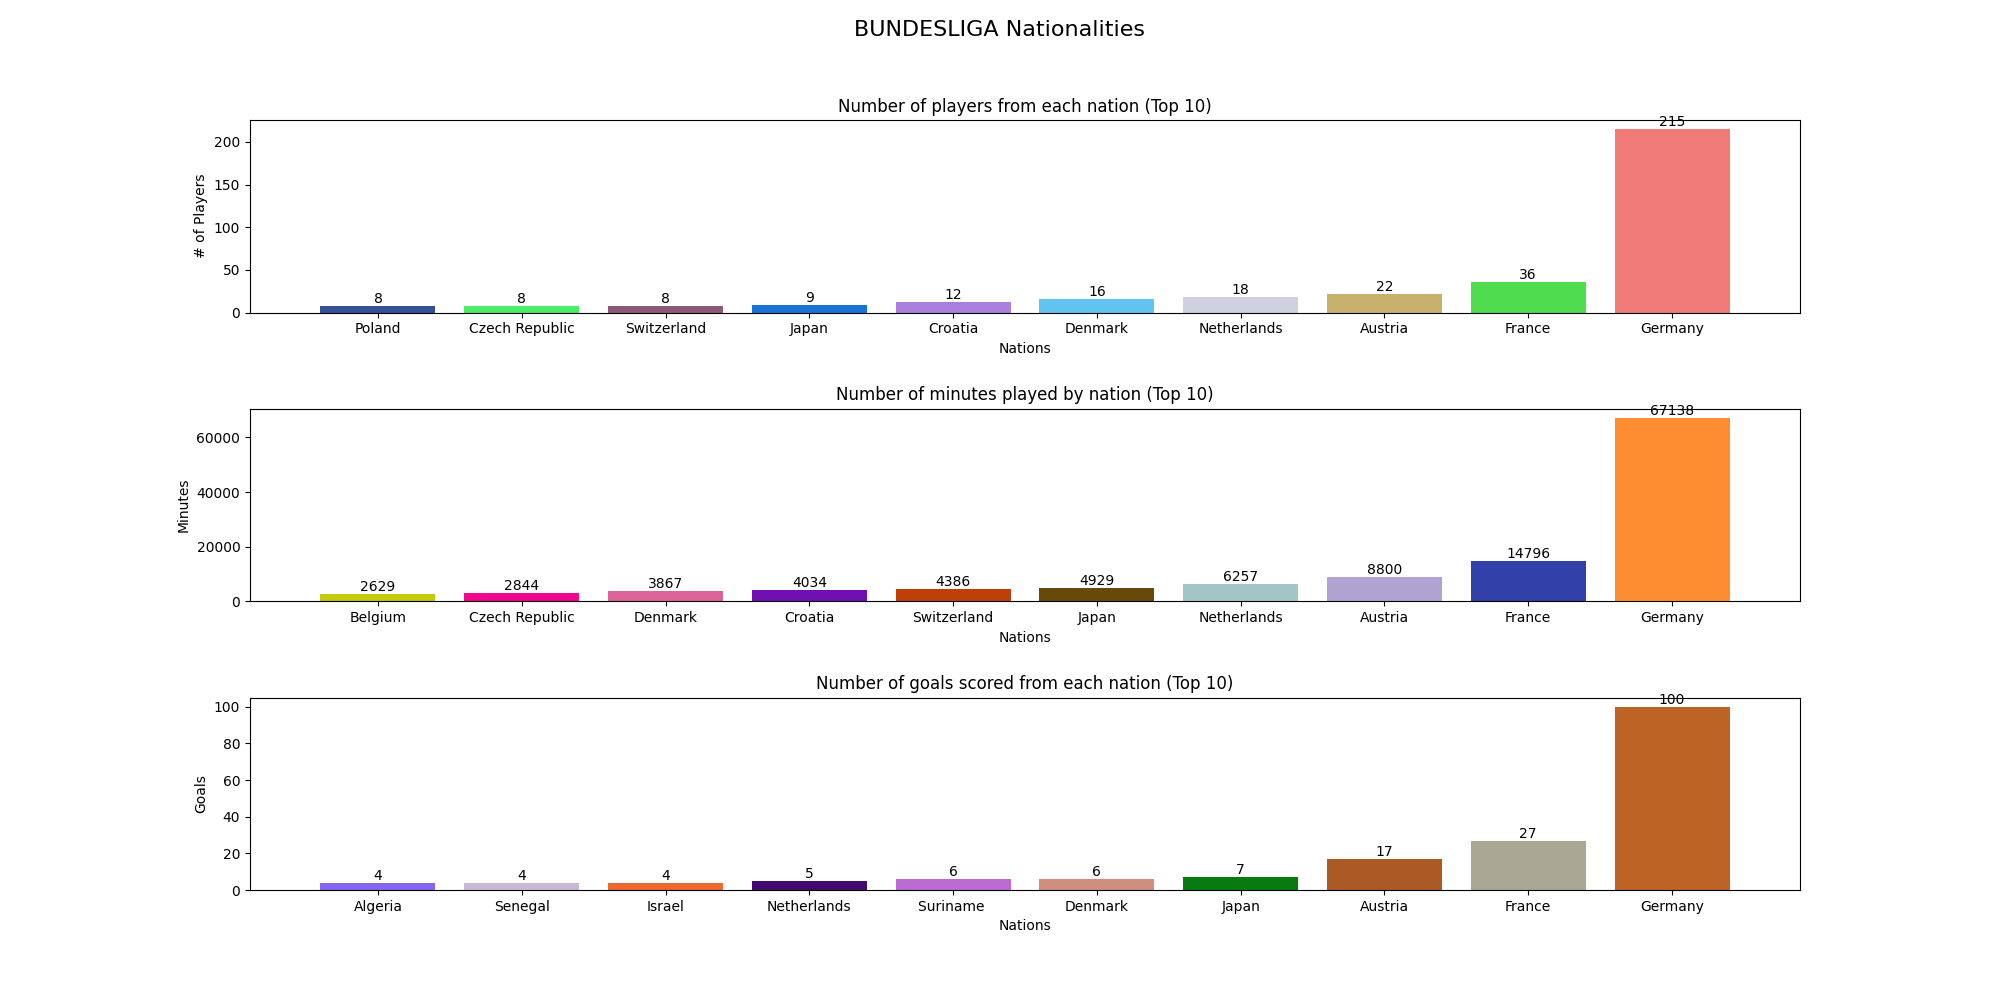 BUNDESLIGA Nationalities
Number of players from each nation (Top 10)
# of Players
200
150
100
50
0
8 8 8 9 12 16 18 22 36 215
Poland Czech Republic Switzerland Japan Croatia Denmark Netherlands Austria France Germany
Nations
Number of minutes played by nation (Top 10)
Minutes
60000
40000
20000
0
2629 2844 3867 4034 4386 4929 6257 8800 14796 67138
Belgium Czech Republic Denmark Croatia Switzerland Japan Netherlands Austria France Germany
Nations
Number of goals scored from each nation (Top 10)
Goals
100
80
60
40
20
0
4 4 4 5 6 6 7 17 27 100
Algeria Senegal Israel Netherlands Suriname Denmark Japan Austria France Germany
Nations